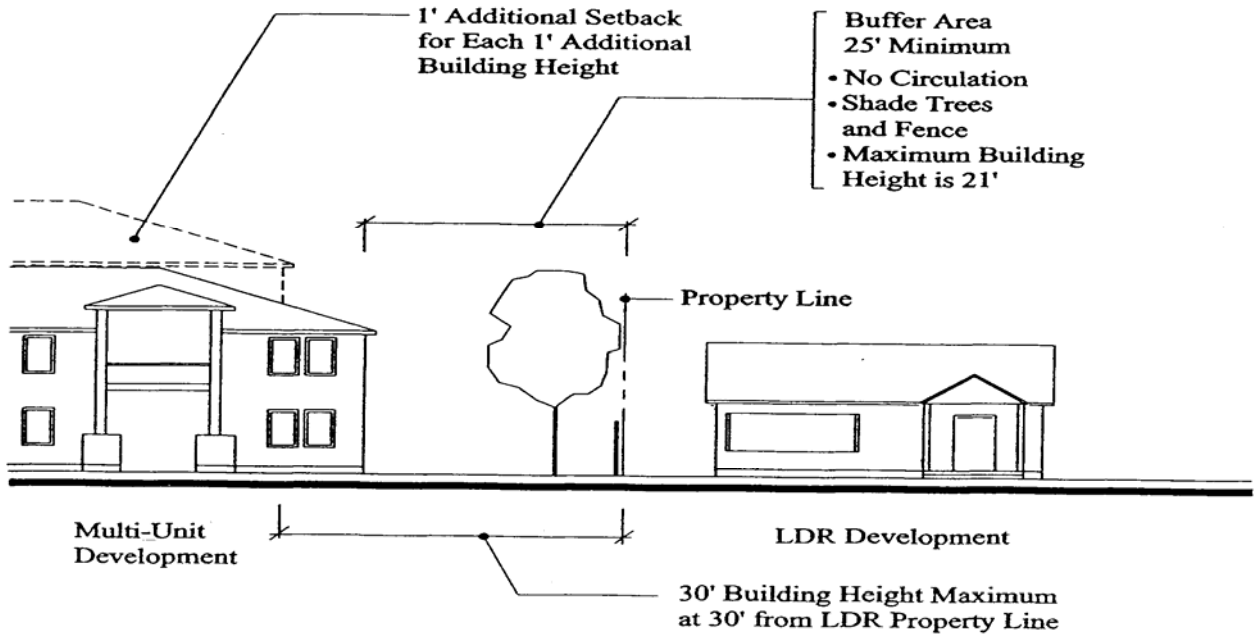 1' Additional Setback
for Each 1' Additional
Building Height
Buffer Area
25' Minimum
• No Circulation
• Shade Trees
and Fence
• Maximum Building
Height is 21'
Property Line
Multi-Unit
Development
LDR Development
30' Building Height Maximum
at 30' from LDR Property Line